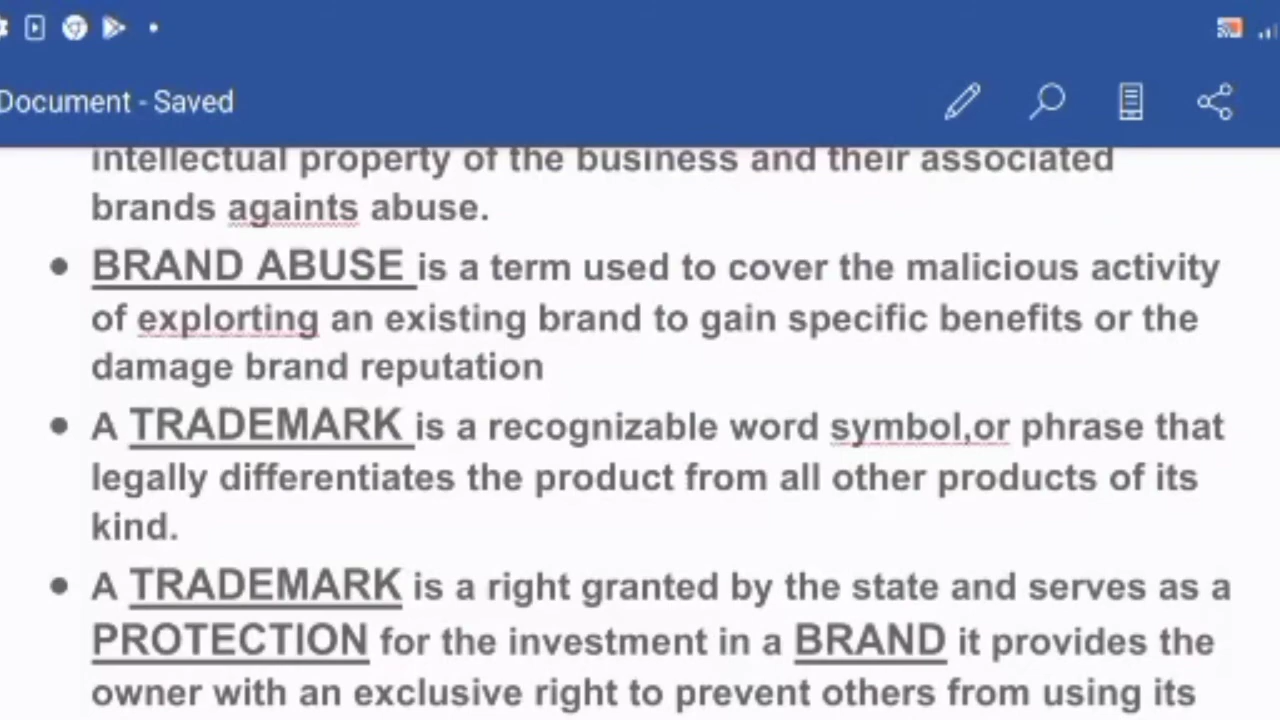 Document - Saved
intellectual property of the business and their associated
brands againts abuse.
• BRAND ABUSE is a term used to cover the malicious activity
of explorting an existing brand to gain specific benefits or the
damage brand reputation
• A TRADEMARK is a recognizable word symbol,or phrase that
legally differentiates the product from all other products of its
kind.
• A TRADEMARK is a right granted by the state and serves as a
PROTECTION for the investment in a BRAND it provides the
owner with an exclusive right to prevent others from using its